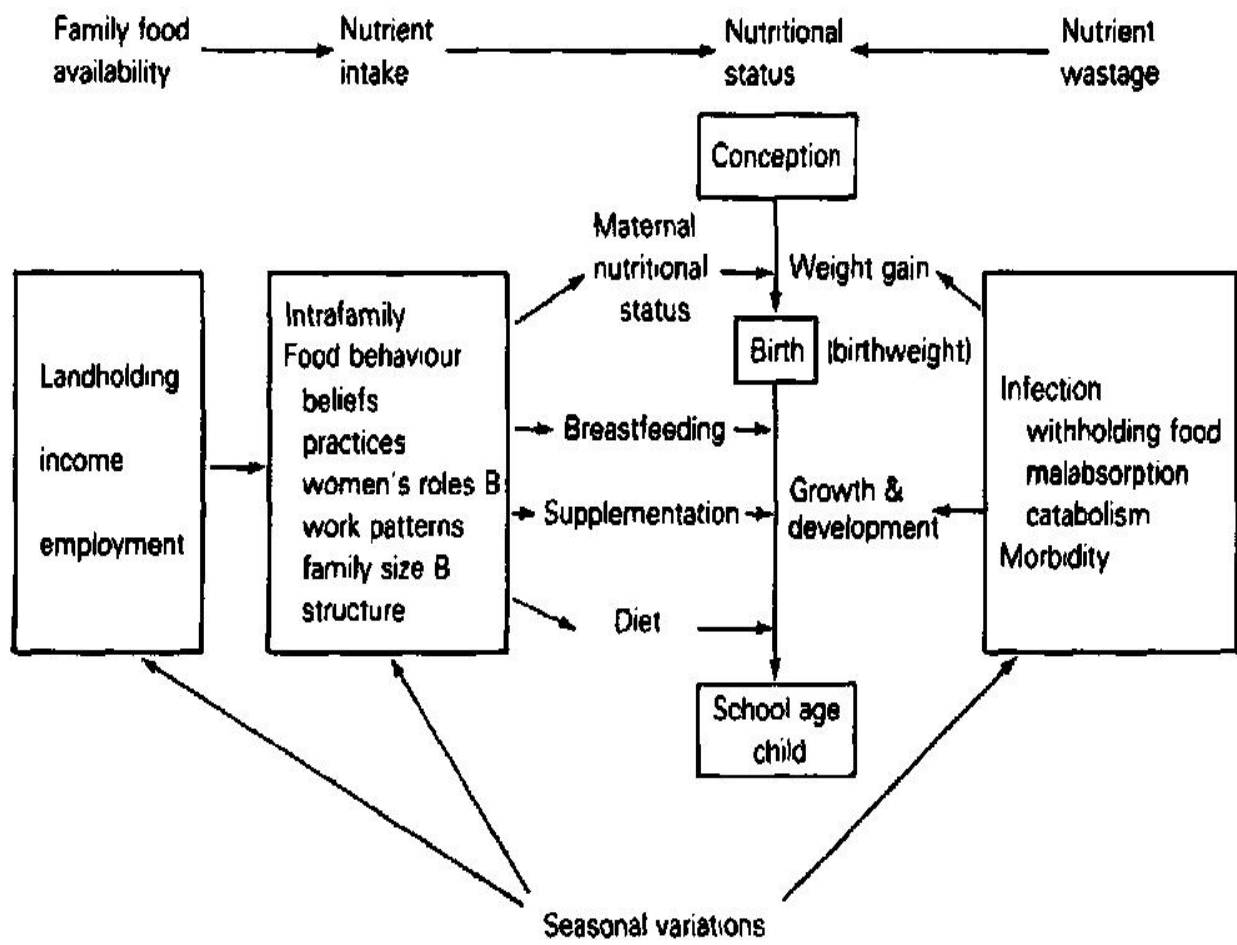 Family food
availability
Nutrient
intake
Nutritional
status
Nutrient
wastage
Conception
Maternal
nutritional
status
Weight gain
Birth
(birthweight)
Landholding
income
employment
Intrafamily
Food behaviour
beliefs
practices
women's roles B
work patterns
family size B
structure
Breastfeeding
Supplementation
Diet
Growth &
development
Infection
withholding food
malabsorption
catabolism
Morbidity
School age
child
Seasonal variations